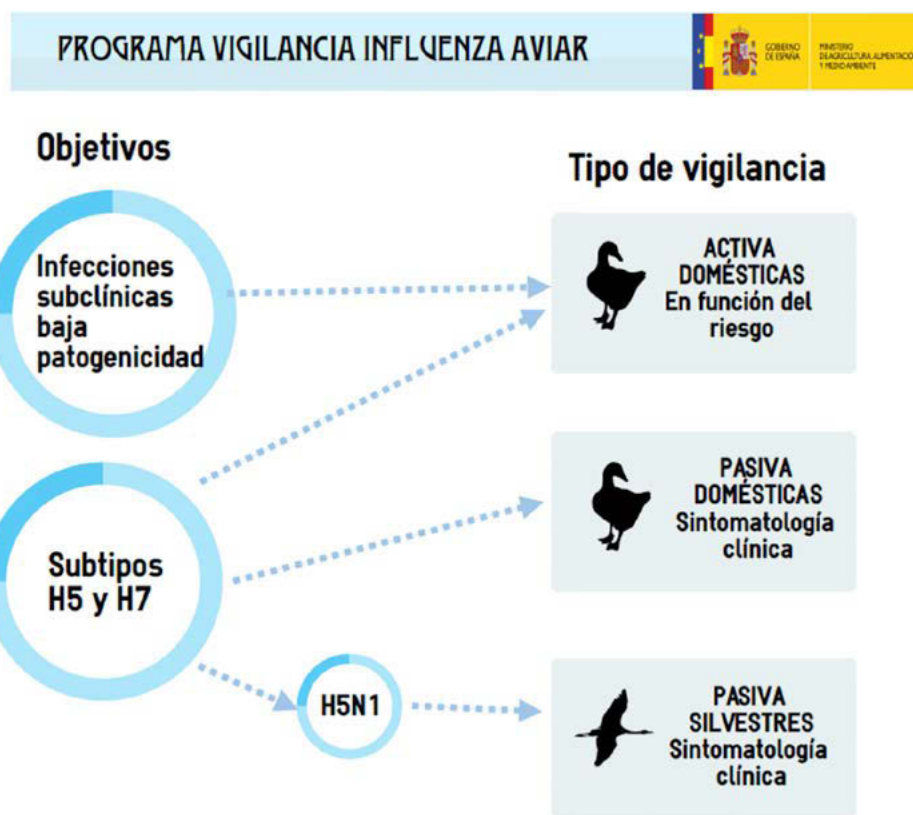 PROGRAMA VIGILANCIA INFLUENZA AVIAR
GOBIERNO
DE ESPAÑA
MINISTERIO
DE AGRICULTURA, ALIMENTACIÓ
Y MEDIO AMBIENTE
Objetivos
Infecciones
subclínicas
baja
patogenicidad
Subtipos
H5 y H7
H5N1
Tipo de vigilancia
ACTIVA
DOMÉSTICAS
En función del
riesgo
PASIVA
DOMÉSTICAS
Sintomatología
clínica
PASIVA
SILVESTRES
Sintomatología
clínica